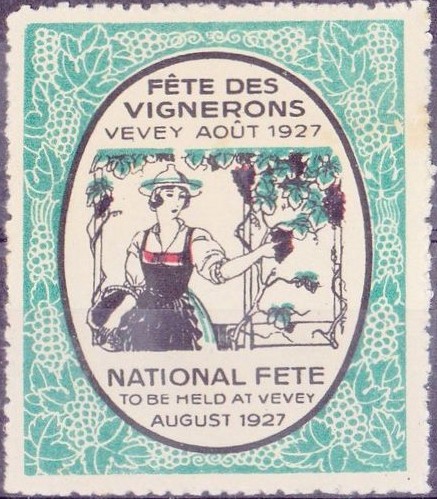 FÊTE DES
VIGNERONS
VEVEY AOÛT 1927
NATIONAL FETE
TO BE HELD AT VEVEY
AUGUST 1927